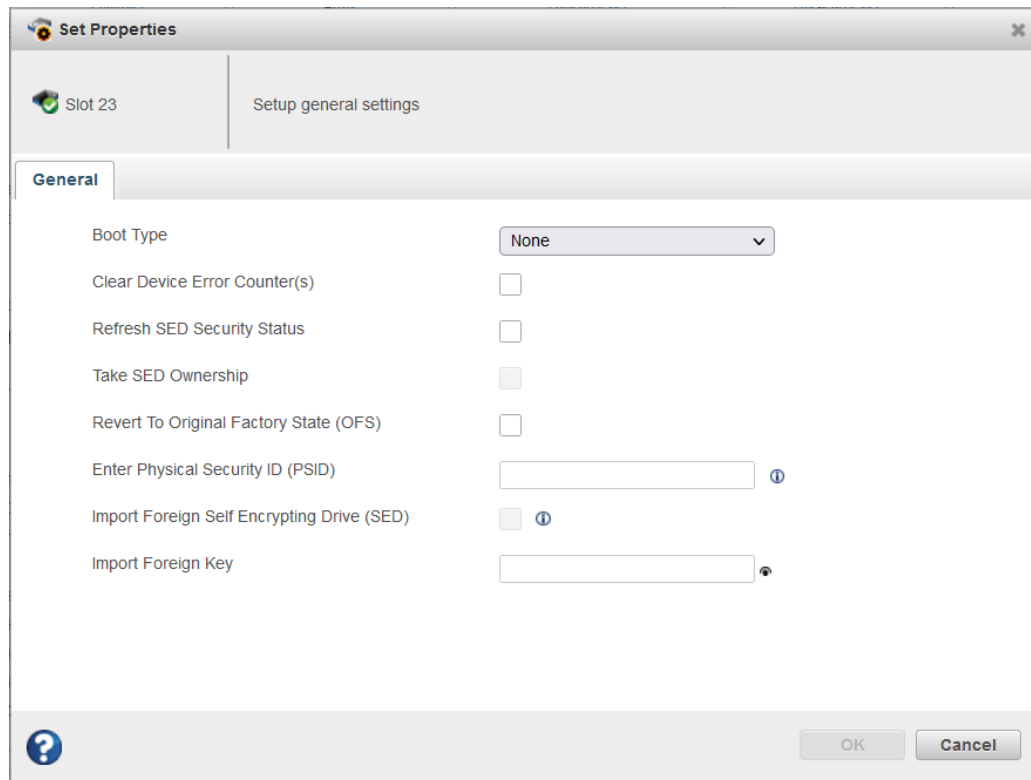 Set Properties
Slot 23
Setup general settings
General
Boot Type
None
Clear Device Error Counter(s)
Refresh SED Security Status
Take SED Ownership
Revert To Original Factory State (OFS)
Enter Physical Security ID (PSID)
Import Foreign Self Encrypting Drive (SED)
Import Foreign Key
OK
Cancel